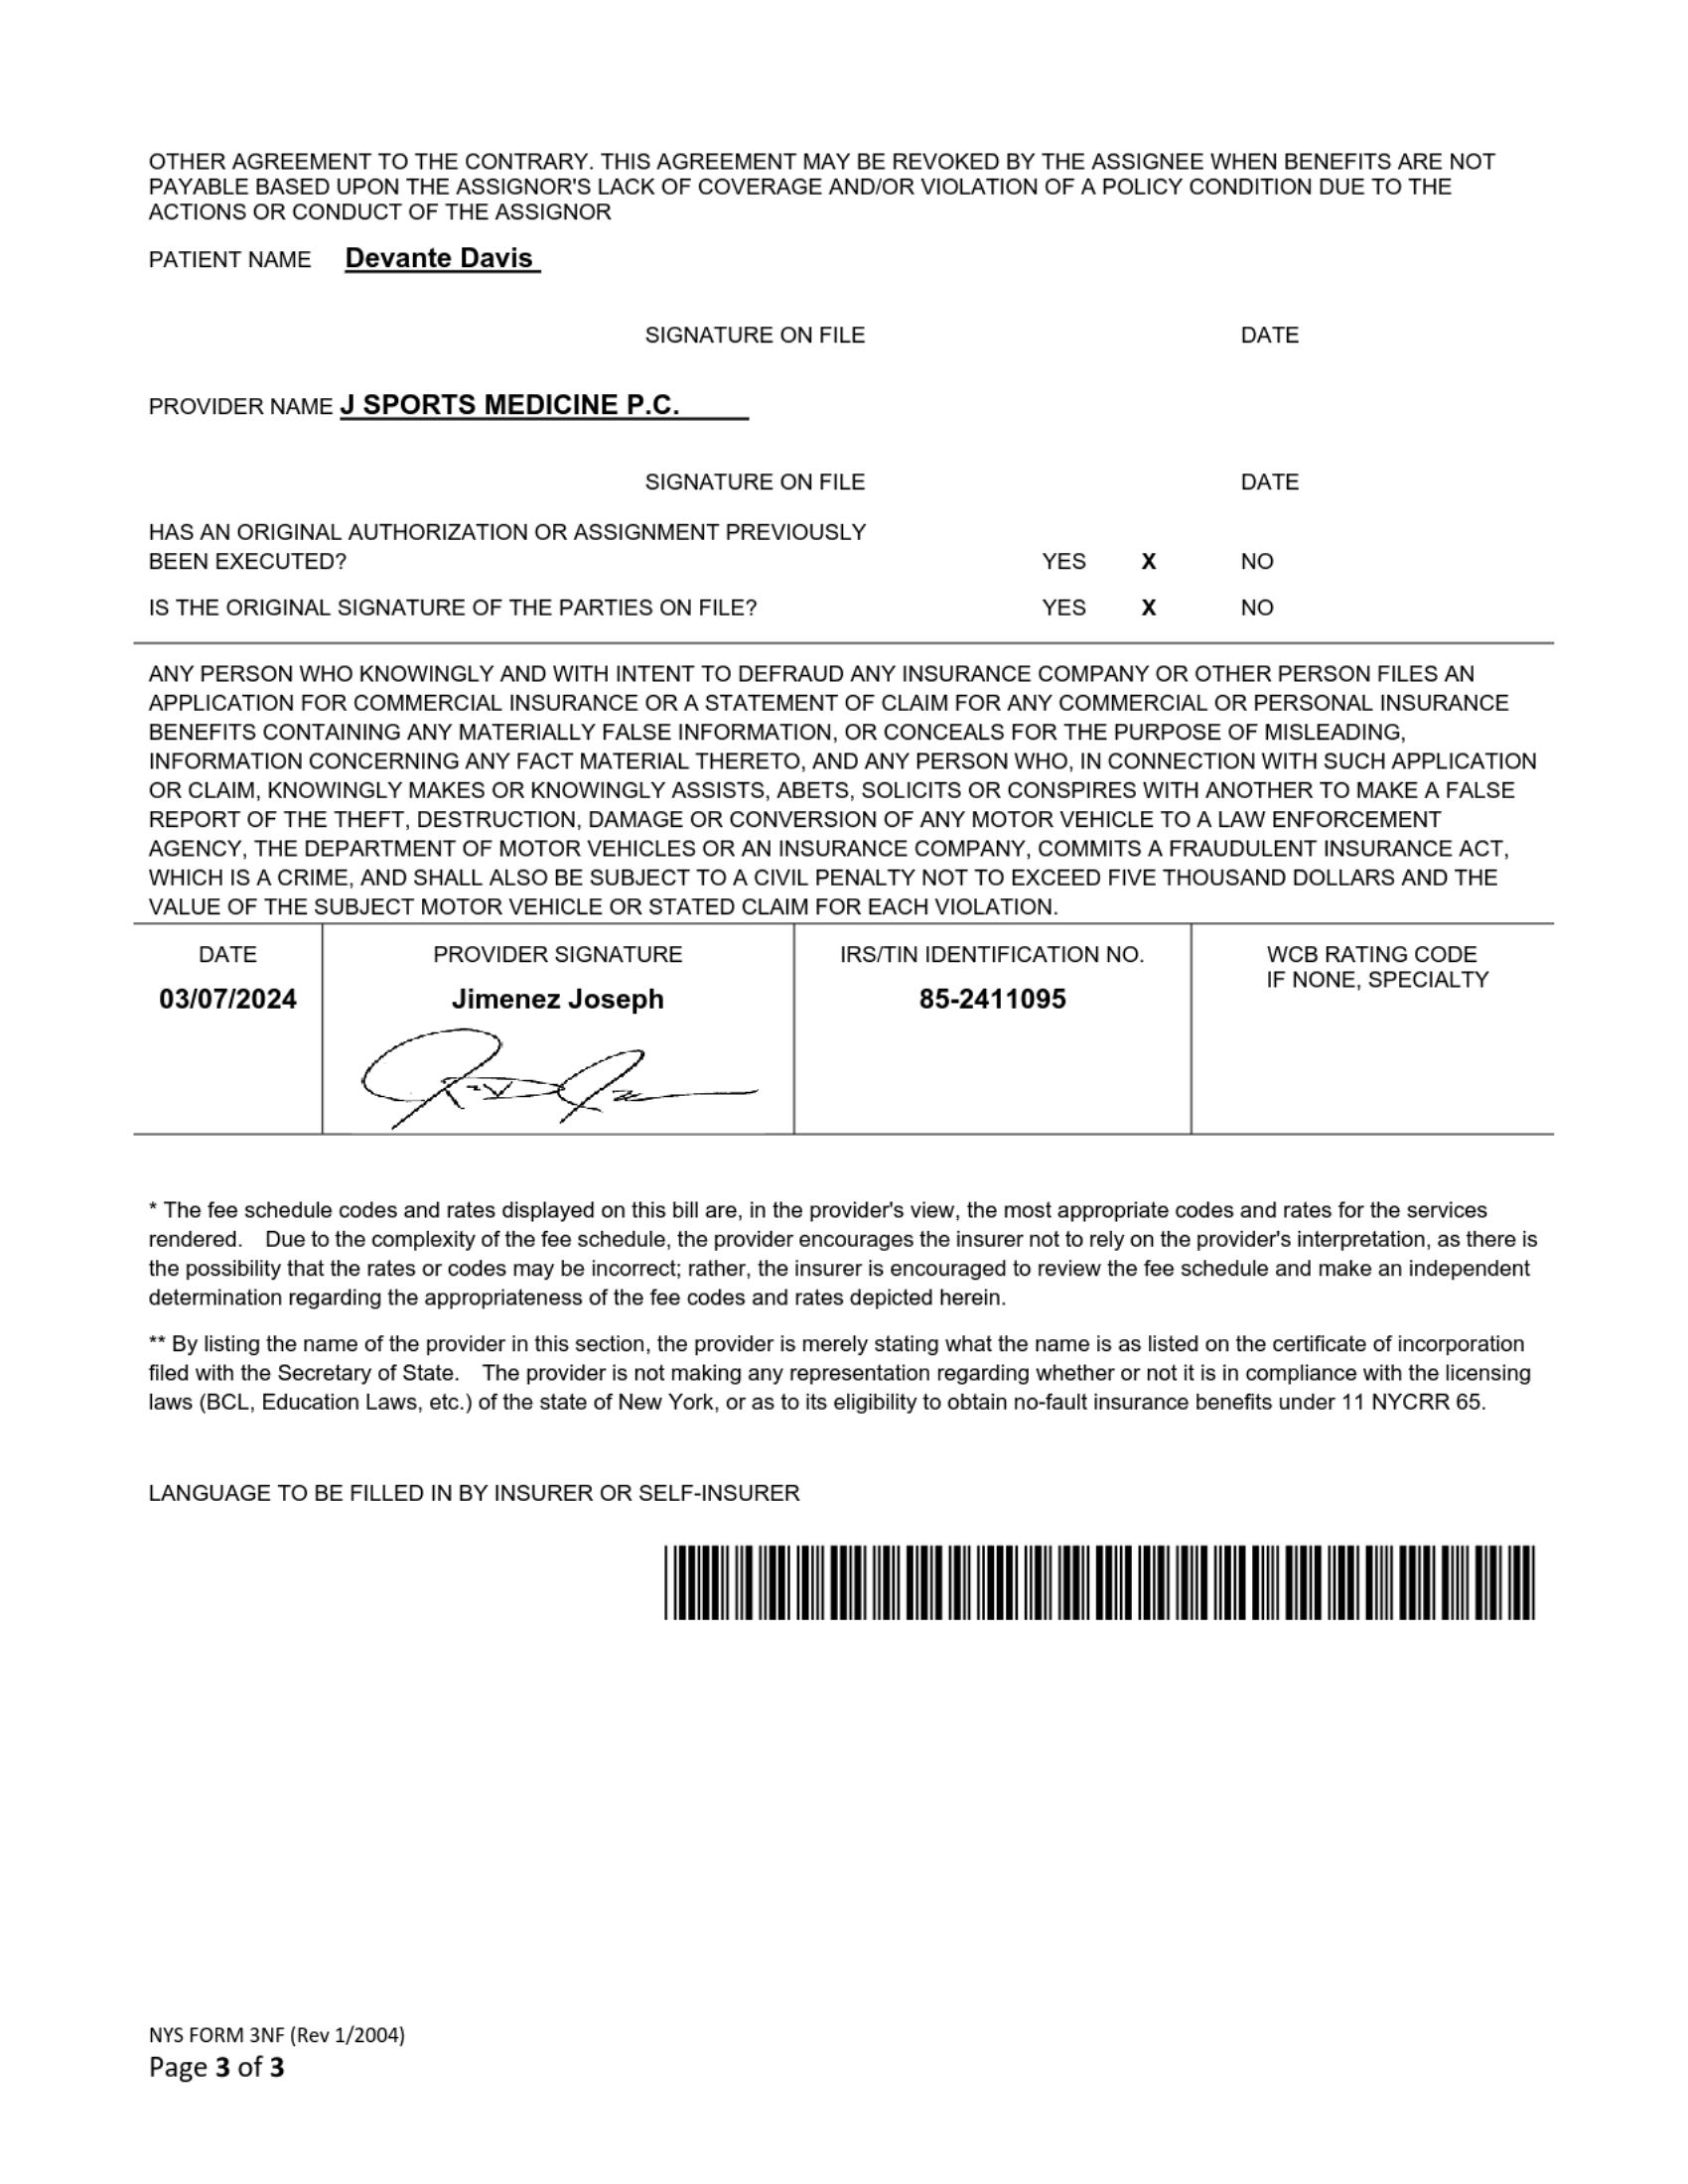 OTHER AGREEMENT TO THE CONTRARY. THIS AGREEMENT MAY BE REVOKED BY THE ASSIGNEE WHEN BENEFITS ARE NOT
PAYABLE BASED UPON THE ASSIGNOR'S LACK OF COVERAGE AND/OR VIOLATION OF A POLICY CONDITION DUE TO THE
ACTIONS OR CONDUCT OF THE ASSIGNOR
PATIENT NAME Devante Davis
SIGNATURE ON FILE DATE
PROVIDER NAME J SPORTS MEDICINE P.C.
SIGNATURE ON FILE DATE
HAS AN ORIGINAL AUTHORIZATION OR ASSIGNMENT PREVIOUSLY
BEEN EXECUTED? YES X NO
IS THE ORIGINAL SIGNATURE OF THE PARTIES ON FILE? YES X NO
ANY PERSON WHO KNOWINGLY AND WITH INTENT TO DEFRAUD ANY INSURANCE COMPANY OR OTHER PERSON FILES AN
APPLICATION FOR COMMERCIAL INSURANCE OR A STATEMENT OF CLAIM FOR ANY COMMERCIAL OR PERSONAL INSURANCE
BENEFITS CONTAINING ANY MATERIALLY FALSE INFORMATION, OR CONCEALS FOR THE PURPOSE OF MISLEADING,
INFORMATION CONCERNING ANY FACT MATERIAL THERETO, AND ANY PERSON WHO, IN CONNECTION WITH SUCH APPLICATION
OR CLAIM, KNOWINGLY MAKES OR KNOWINGLY ASSISTS, ABETS, SOLICITS OR CONSPIRES WITH ANOTHER TO MAKE A FALSE
REPORT OF THE THEFT, DESTRUCTION, DAMAGE OR CONVERSION OF ANY MOTOR VEHICLE TO A LAW ENFORCEMENT
AGENCY, THE DEPARTMENT OF MOTOR VEHICLES OR AN INSURANCE COMPANY, COMMITS A FRAUDULENT INSURANCE ACT,
WHICH IS A CRIME, AND SHALL ALSO BE SUBJECT TO A CIVIL PENALTY NOT TO EXCEED FIVE THOUSAND DOLLARS AND THE
VALUE OF THE SUBJECT MOTOR VEHICLE OR STATED CLAIM FOR EACH VIOLATION.
DATE PROVIDER SIGNATURE IRS/TIN IDENTIFICATION NO. WCB RATING CODE
IF NONE, SPECIALTY
03/07/2024 Jimenez Joseph 85-2411095
* The fee schedule codes and rates displayed on this bill are, in the provider's view, the most appropriate codes and rates for the services
rendered. Due to the complexity of the fee schedule, the provider encourages the insurer not to rely on the provider's interpretation, as there is
the possibility that the rates or codes may be incorrect; rather, the insurer is encouraged to review the fee schedule and make an independent
determination regarding the appropriateness of the fee codes and rates depicted herein.
** By listing the name of the provider in this section, the provider is merely stating what the name is as listed on the certificate of incorporation
filed with the Secretary of State. The provider is not making any representation regarding whether or not it is in compliance with the licensing
laws (BCL, Education Laws, etc.) of the state of New York, or as to its eligibility to obtain no-fault insurance benefits under 11 NYCRR 65.
LANGUAGE TO BE FILLED IN BY INSURER OR SELF-INSURER
NYS FORM 3NF (Rev 1/2004)
Page 3 of 3